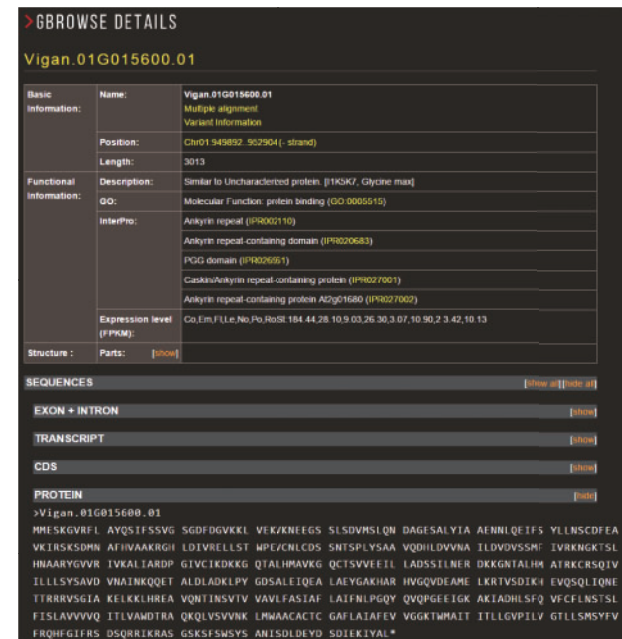 >GBROWSE DETAILS
Vigan.01G015600.01
Basic Information: Name: Vigan.01G015600.01
Multiple alignment
Variant Information
Position: Chr01:949892..952904 (- strand)
Length: 3013
Functional Information: Description: Similar to Uncharacterized protein. [I1K5K7, Glycine max]
GO: Molecular Function: protein binding (GO:0005515)
InterPro: Ankyrin repeat (IPR002110)
Ankyrin repeat-containing domain (IPR020683)
PGG domain (IPR026961)
Caskin/Ankyrin repeat-containing protein (IPR027001)
Ankyrin repeat-containing protein At2g01680 (IPR027002)
Expression level (FPKM): Co,Em,Fl,Le,No,Po,RoSt:184.44,28.10,9.03,26.30,3.07,10.90,2 3.42,10.13
Structure : Parts: [show]
SEQUENCES [show all][hide all]
EXON + INTRON [show]
TRANSCRIPT [show]
CDS [show]
PROTEIN [hide]
>Vigan.01G015600.01
MMESKGVRFL AYQSIFSSVG SGDFDGVKKL SLSDVMSLQN DAGESALYIA AENNLQEIFS YLLNSCDFEA
VKIRSKSDMN AFHVAAKRGH LDIVRELLST WPE/CNLCDS SNTSPLYSAA VQDHLDVVNA ILDVDVSSMF IVRKNGKTSL
HNAARYGVVR IVKALIARDP GIVCIKDKKG QTALHMAVKG QCTSVVEEIL LADSSILNER DKKGNTALHM ATRKCRSQIV
ILLLSYSAVD VNAINKQQET ALDLADKLPY GDSALEIQEA LAEYGAKHAR HVGQVDEAME LKRTVSDIKH EVQSQLIQNE
TTRRRVSGIA KELKKLHREA VQNTINSVTV VAVLFASIAF LAIFNLPGQY QVQPGEEIGK AKIADHLSFQ VFCFLNSTSL
FISLAVVVVQ ITLVAWDTRA QKQLVSVVNK LMWAACACTC GAFLAIAFEV VGGKTWMAIT ITLLGVPILV GTLLSMSYFV
FRQHFGIFRS DSQRRIKRAS GSKSFSWSYS ANISDLDEYD SDIEKIYAL*